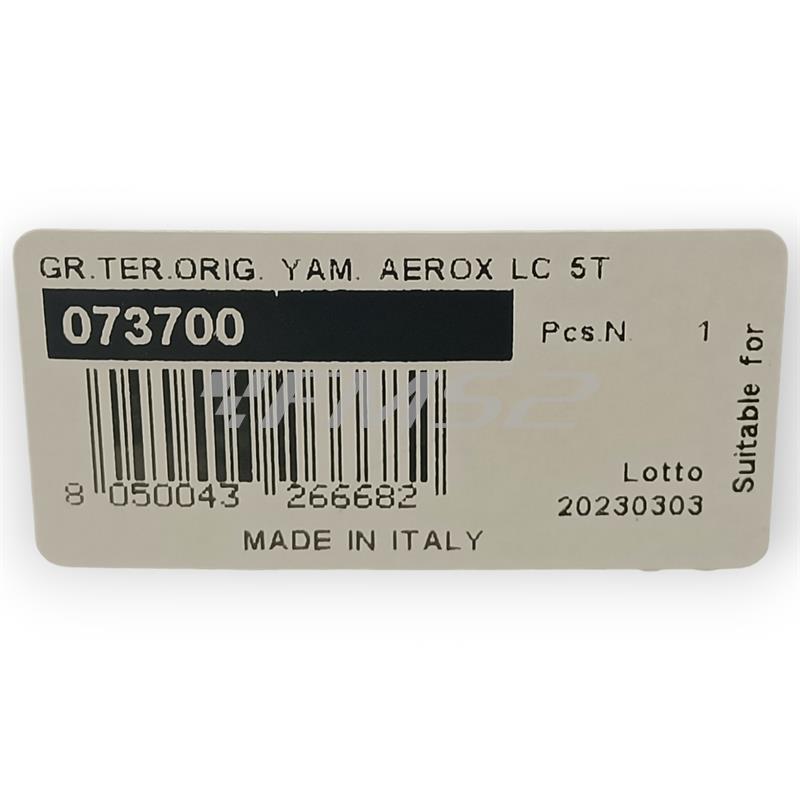 GR.TER.ORIG. YAM. AEROX LC 5T
073700
Pcs.N. 1
Suitable for
4FMS2
8 050043 266682
Lotto
20230303
MADE IN ITALY